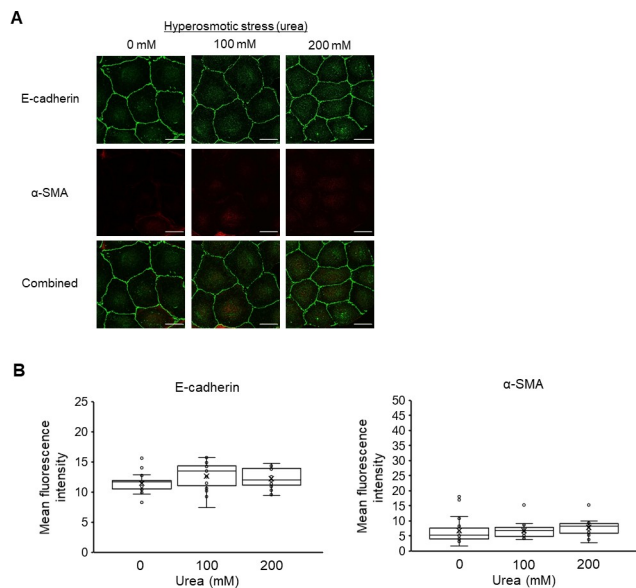 A
Hyperosmotic stress (urea)
0 mM 100 mM 200 mM
E-cadherin
α-SMA
Combined
B
E-cadherin
25
20
15
10
5
0
Mean fluorescence
intensity
0 100 200
Urea (mM)
α-SMA
50
45
40
35
30
25
20
15
10
5
0
Mean fluorescence
intensity
0 100 200
Urea (mM)